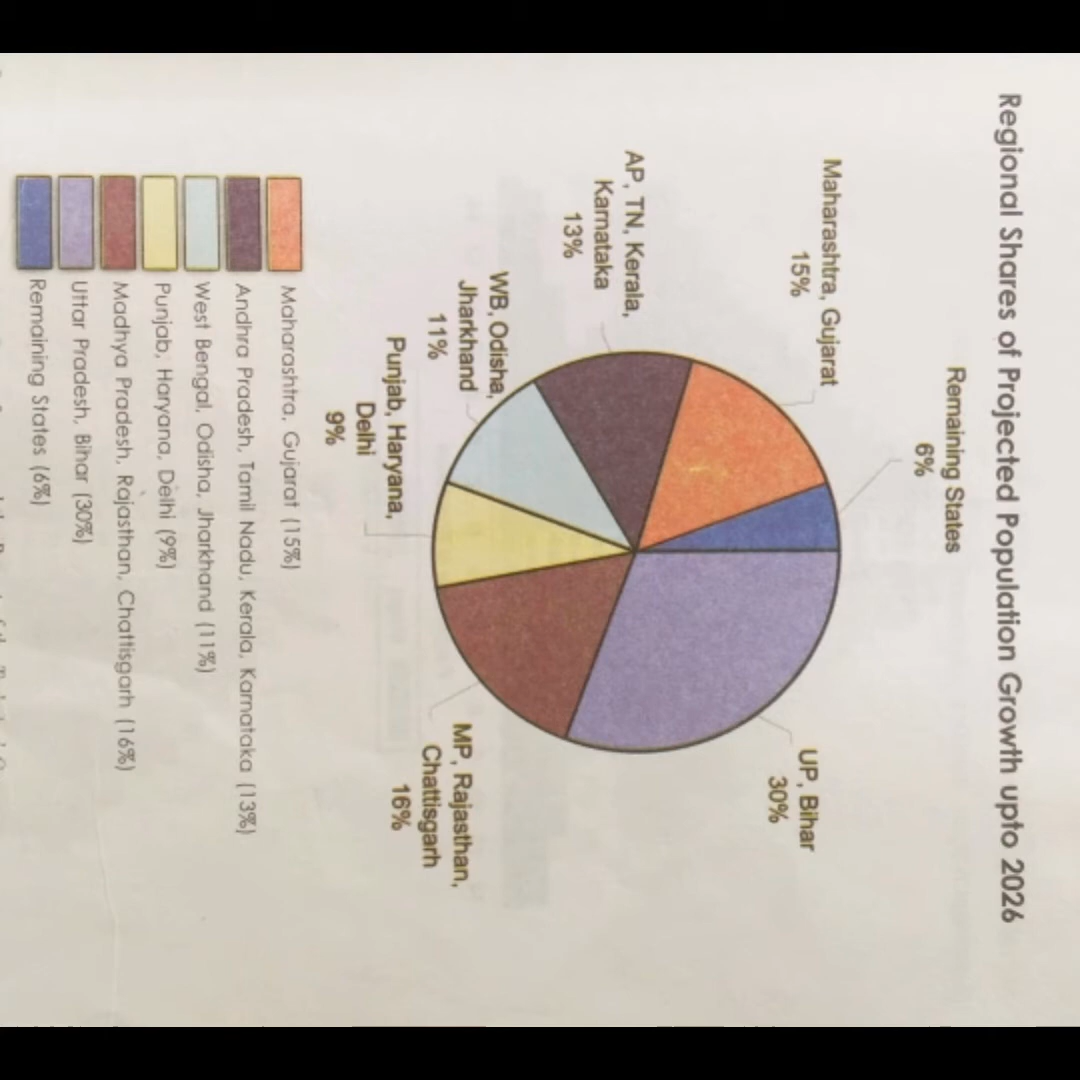 Regional Shares of Projected Population Growth upto 2026
Remaining States
6%
Maharashtra, Gujarat
15%
UP, Bihar
30%
AP, TN, Kerala,
Karnataka
13%
WB, Odisha,
Jharkhand
11%
MP, Rajasthan,
Chattisgarh
16%
Punjab, Haryana,
Delhi
9%
Maharashtra, Gujarat (15%)
Andhra Pradesh, Tamil Nadu, Kerala, Karnataka (13%)
West Bengal, Odisha, Jharkhand (11%)
Punjab, Haryana, Delhi (9%)
Madhya Pradesh, Rajasthan, Chattisgarh (16%)
Uttar Pradesh, Bihar (30%)
Remaining States (6%)